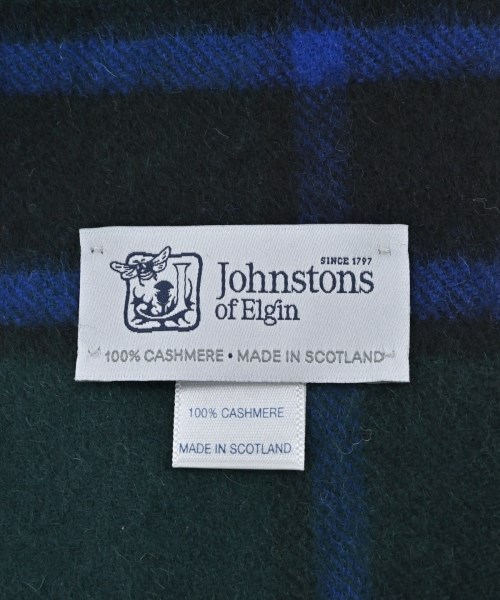 SINCE 1797
Johnstons
of Elgin
100% CASHMERE • MADE IN SCOTLAND
100% CASHMERE
MADE IN SCOTLAND